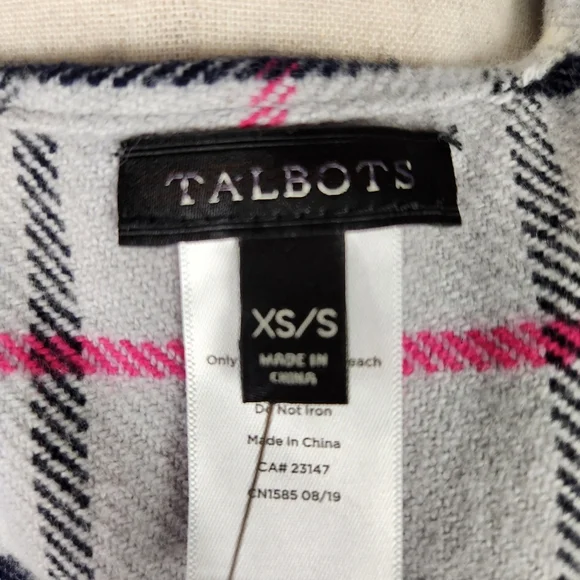 TALBOTS
XS/S
MADE IN
CHINA
Only each
Do Not Iron
Made in China
CA# 23147
CN1585 08/19